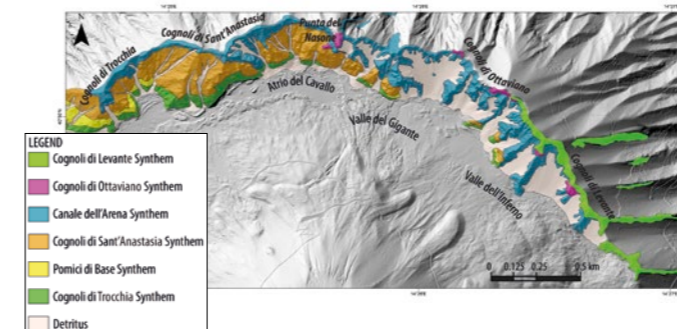 Cognoli di Trocchia
Cognoli di Sant'Anastasia
Punta del
Nasone
Cognoli di Ottaviano
Atrio del Cavallo
Valle del Gigante
Valle dell'Inferno
Cognoli di Levante
0 0.125 0.25 0.5 km
LEGEND
Cognoli di Levante Synthem
Cognoli di Ottaviano Synthem
Canale dell'Arena Synthem
Cognoli di Sant'Anastasia Synthem
Pomici di Base Synthem
Cognoli di Trocchia Synthem
Detritus